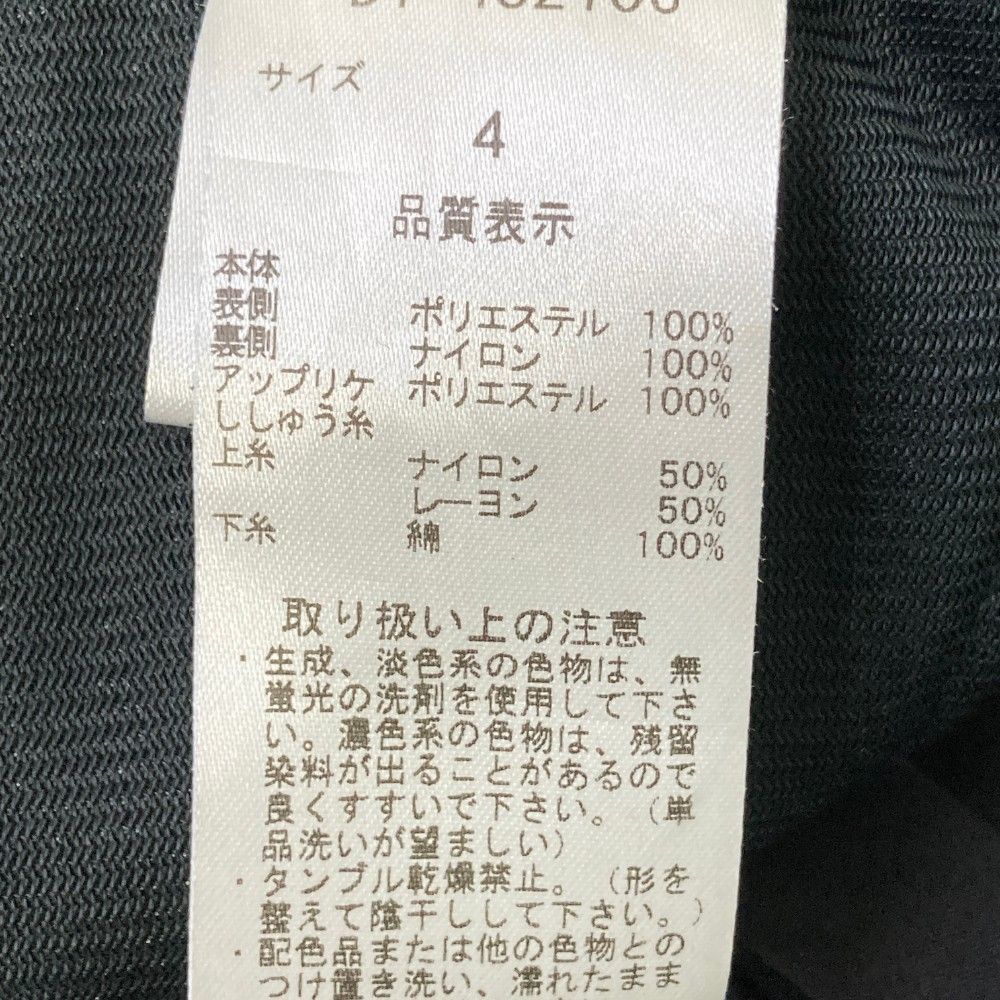 サイズ
4
品質表示
本体
表側 ポリエステル 100%
裏側 ナイロン 100%
アップリケ ポリエステル 100%
ししゅう糸
上糸 ナイロン 50%
レーヨン 50%
下糸 綿 100%
取り扱い上の注意
・生成、淡色系の色物は、無
蛍光の洗剤を使用して下さ
い。濃色系の色物は、残留
染料が出ることがあるので
良くすすいで下さい。(単
品洗いが望ましい)
・タンブル乾燥禁止。(形を
整えて陰干しして下さい。)
・配色品または他の色物との
つけ置き洗い、濡れたまま